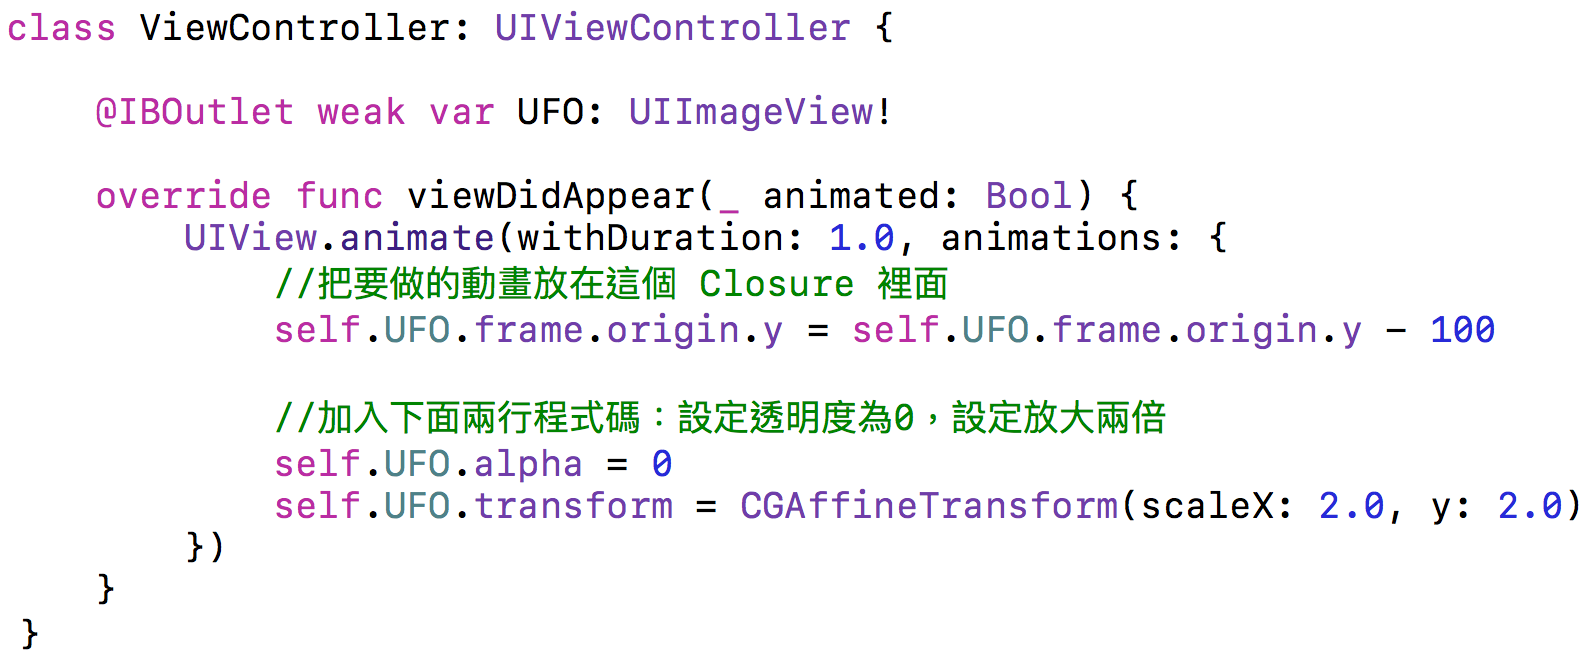 class ViewController: UIViewController {
@IBOutlet weak var UFO: UIImageView!
override func viewDidAppear(_ animated: Bool) {
UIView.animate(withDuration: 1.0, animations: {
//把要做的動畫放在這個 Closure 裡面
self.UFO.frame.origin.y = self.UFO.frame.origin.y - 100
//加入下面兩行程式碼：設定透明度為0，設定放大兩倍
self.UFO.alpha = 0
self.UFO.transform = CGAffineTransform(scaleX: 2.0, y: 2.0)
})
}
}